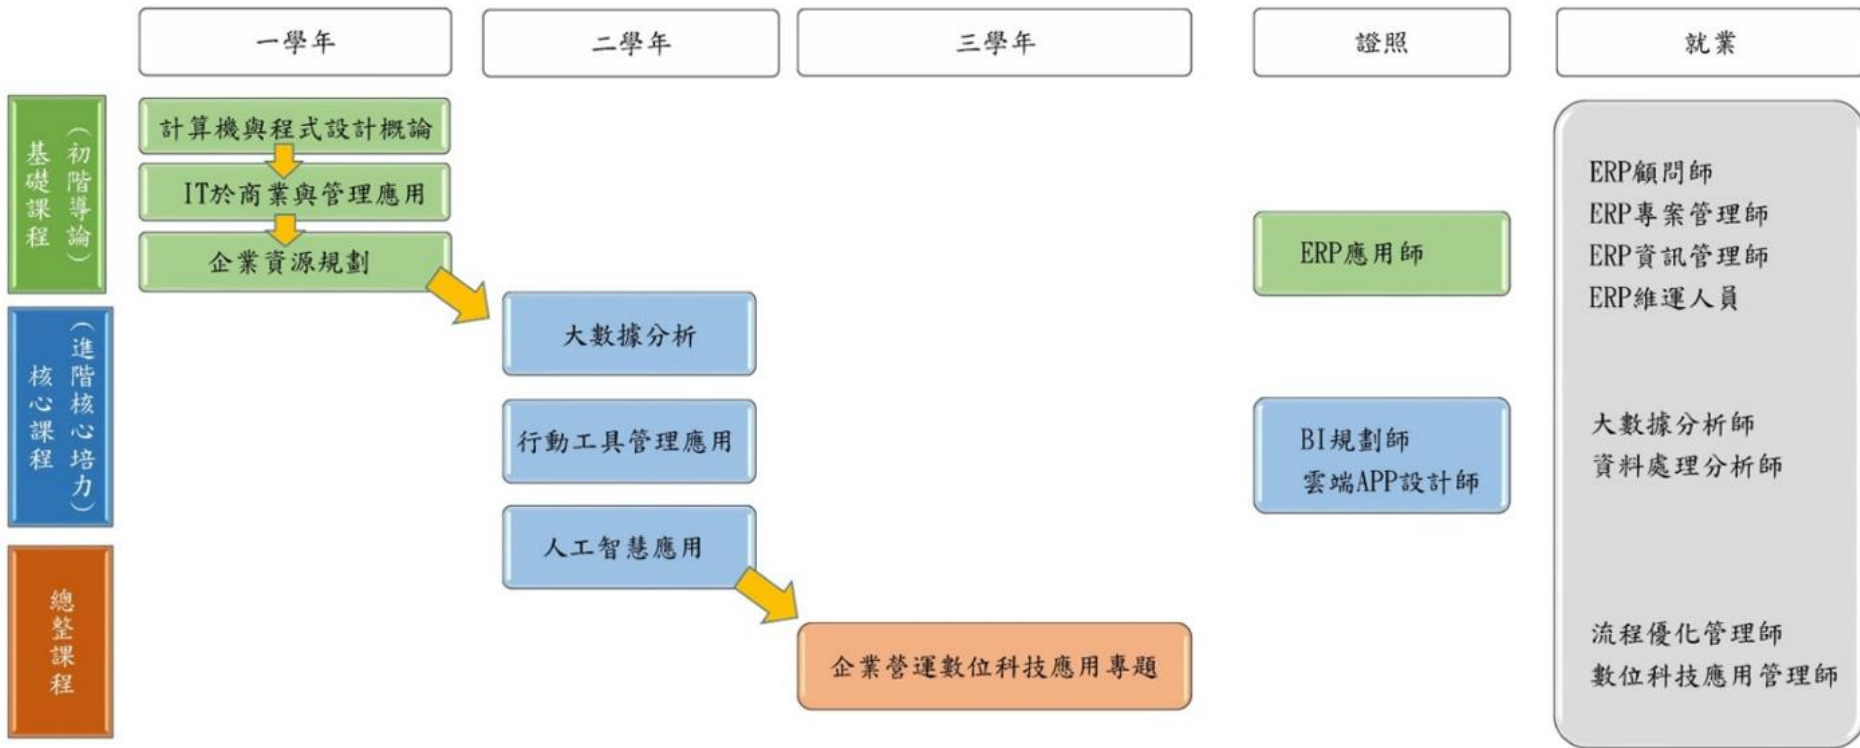 一學年
二學年
三學年
證照
就業
基礎課程
（初階導論）
計算機與程式設計概論
IT於商業與管理應用
企業資源規劃
ERP應用師
ERP顧問師
ERP專案管理師
ERP資訊管理師
ERP維運人員
核心課程
（進階核心培力）
大數據分析
行動工具管理應用
人工智慧應用
BI規劃師
雲端APP設計師
大數據分析師
資料處理分析師
總整課程
企業營運數位科技應用專題
流程優化管理師
數位科技應用管理師